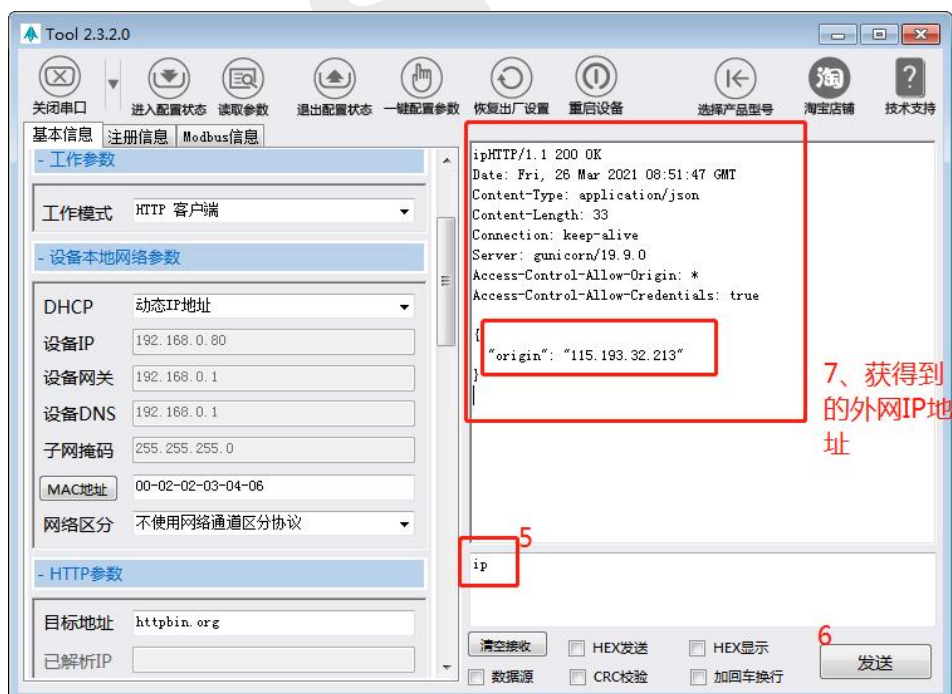 Tool 2.3.2.0
关闭串口 进入配置状态 读取参数 退出配置状态 一键配置参数 恢复出厂设置 重启设备 选择产品型号 淘宝店铺 技术支持
淘
?
基本信息 注册信息 Modbus信息
- 工作参数
工作模式 HTTP 客户端
- 设备本地网络参数
DHCP 动态IP地址
设备IP 192.168.0.80
设备网关 192.168.0.1
设备DNS 192.168.0.1
子网掩码 255.255.255.0
MAC地址 00-02-02-03-04-06
网络区分 不使用网络通道区分协议
- HTTP参数
目标地址 httpbin.org
已解析IP
ipHTTP/1.1 200 OK
Date: Fri, 26 Mar 2021 08:51:47 GMT
Content-Type: application/json
Content-Length: 33
Connection: keep-alive
Server: gunicorn/19.9.0
Access-Control-Allow-Origin: *
Access-Control-Allow-Credentials: true
{
"origin": "115.193.32.213"
}
7、获得到
的外网IP地
址
5
ip
6
清空接收 HEX发送 HEX显示
数据源 CRC校验 加回车换行
发送